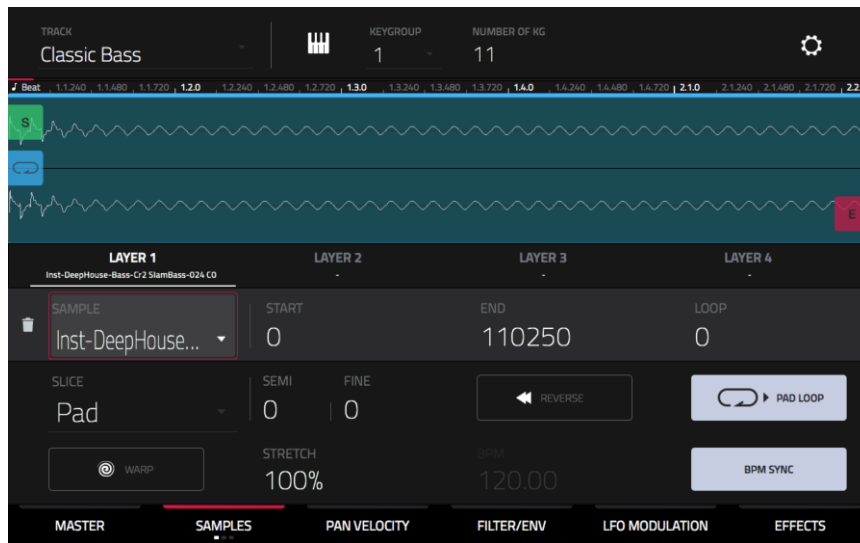 TRACK KEYGROUP NUMBER OF KG
Classic Bass 1 11
Beat 1.1.240 1.1.480 1.1.720 1.2.0 1.2.240 1.2.480 1.2.720 1.3.0 1.3.240 1.3.480 1.3.720 1.4.0 1.4.240 1.4.480 1.4.720 2.1.0 2.1.240 2.1.480 2.1.720 2.2
S
E
LAYER 1 LAYER 2 LAYER 3 LAYER 4
Inst-DeepHouse-Bass-Cr2 SlamBass-024 C0 - - -
SAMPLE START END LOOP
Inst-DeepHouse... 0 110250 0
SLICE SEMI FINE
Pad 0 0 REVERSE PAD LOOP
STRETCH BPM
WARP 100% 120.00 BPM SYNC
MASTER SAMPLES PAN VELOCITY FILTER/ENV LFO MODULATION EFFECTS